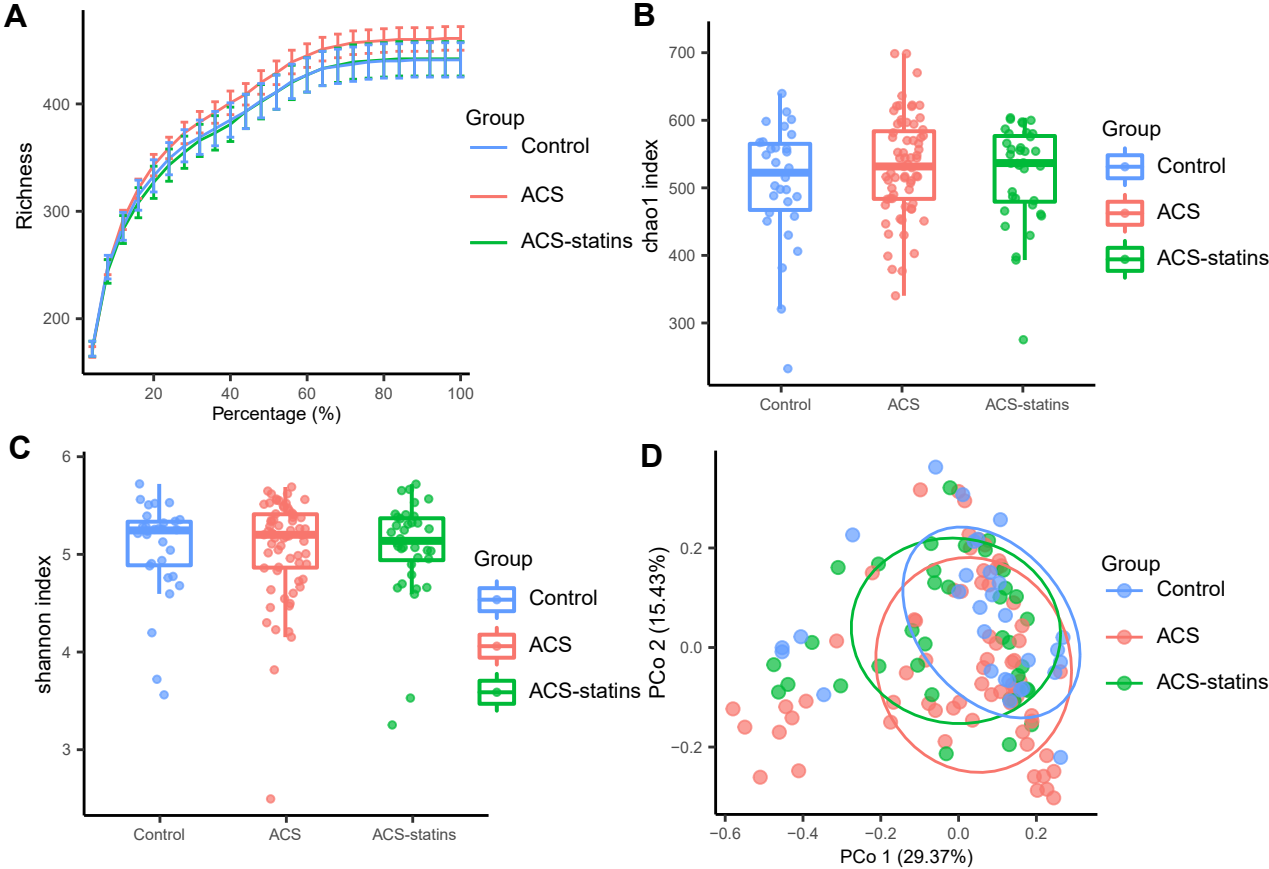 A
Richness
400
300
200
20
40
60
80
100
Percentage (%)
Group
Control
ACS
ACS-statins
B
chao1 index
700
600
500
400
300
Control
ACS
ACS-statins
Group
Control
ACS
ACS-statins
C
shannon index
6
5
4
3
Control
ACS
ACS-statins
Group
Control
ACS
ACS-statins
D
PCo 2 (15.43%)
0.2
0.0
−0.2
−0.6
−0.4
−0.2
0.0
0.2
PCo 1 (29.37%)
Group
Control
ACS
ACS-statins